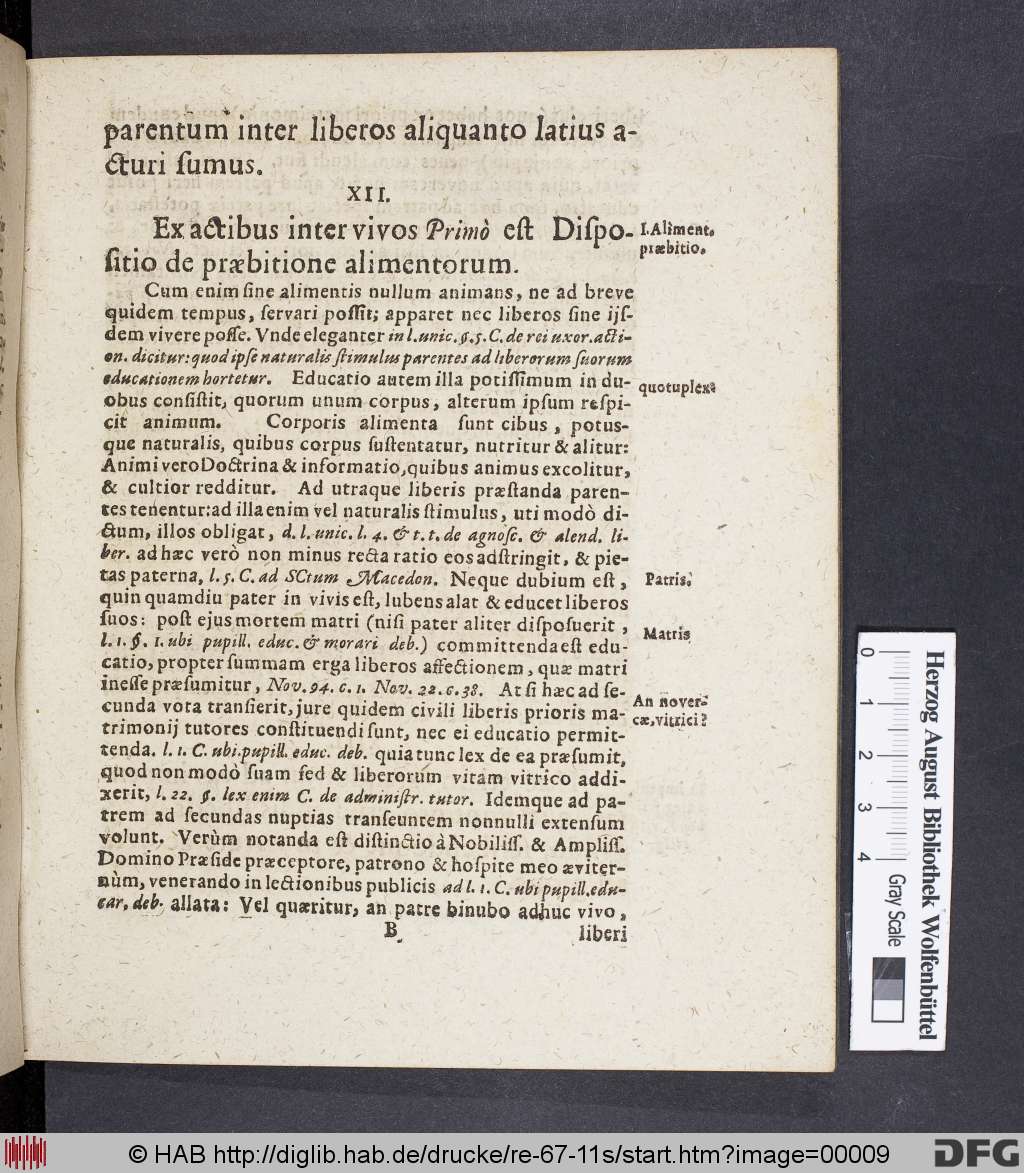 parentum inter liberos aliquanto latius a-
cturi ſumus.
XII.
Ex actibus inter vivos Primò eſt Diſpo-
ſitio de præbitione alimentorum.
I. Aliment.
præbitio.
Cum enim ſine alimentis nullum animans, ne ad breve
quidem tempus, ſervari poſſit; apparet nec liberos ſine ijſ-
dem vivere poſſe. Vnde eleganter in l. unic. §. 5. C. de rei uxor. acti-
on. dicitur: quod ipſe naturalis ſtimulus parentes ad liberorum ſuorum
educationem hortetur. Educatio autem illa potiſſimum in du-
quotuplex?
obus conſiſtit, quorum unum corpus, alterum ipſum reſpi-
cit animum. Corporis alimenta ſunt cibus, potus-
que naturalis, quibus corpus ſuſtentatur, nutritur & alitur:
Animi vero Doctrina & informatio, quibus animus excolitur,
& cultior redditur. Ad utraque liberis præſtanda paren-
tes tenentur: ad illa enim vel naturalis ſtimulus, uti modò di-
ctum, illos obligat, d. l. unic. l. 4. & t. t. de agnoſc. & alend. li-
ber. ad hæc verò non minus recta ratio eos adſtringit, & pie-
tas paterna, l. 5. C. ad SCtum Macedon. Neque dubium eſt,
Patris.
quin quamdiu pater in vivis eſt, lubens alat & educet liberos
ſuos: poſt ejus mortem matri (niſi pater aliter diſpoſuerit,
Matris
l. 1. §. 1. ubi pupill. educ. & morari deb.) committenda eſt edu-
catio, propter ſummam erga liberos affectionem, quæ matri
ineſſe præſumitur, Nov. 94. c. 1. Nov. 22. c. 38. At ſi hæc ad ſe-
An nover-
cæ, vitrici?
cunda vota tranſierit, jure quidem civili liberis prioris ma-
trimonij tutores conſtituendi ſunt, nec ei educatio permit-
tenda. l. 1. C. ubi. pupill. educ. deb. quia tunc lex de ea præſumit,
quod non modò ſuam ſed & liberorum vitam vitrico addi-
xerit, l. 22. §. lex enim C. de adminiſtr. tutor. Idemque ad pa-
trem ad ſecundas nuptias tranſeuntem nonnulli extenſum
volunt. Verùm notanda eſt diſtinctio à Nobiliſſ. & Ampliſſ.
Domino Præſide præceptore, patrono & hoſpite meo æviter-
nùm, venerando in lectionibus publicis ad l. 1. C. ubi pupill. edu-
car. deb. allata: Vel quæritur, an patre binubo adhuc vivo,
B
liberi
0 1 2 3 4
Herzog August Bibliothek Wolfenbüttel
Gray Scale
© HAB http://diglib.hab.de/drucke/re-67-11s/start.htm?image=00009
DFG